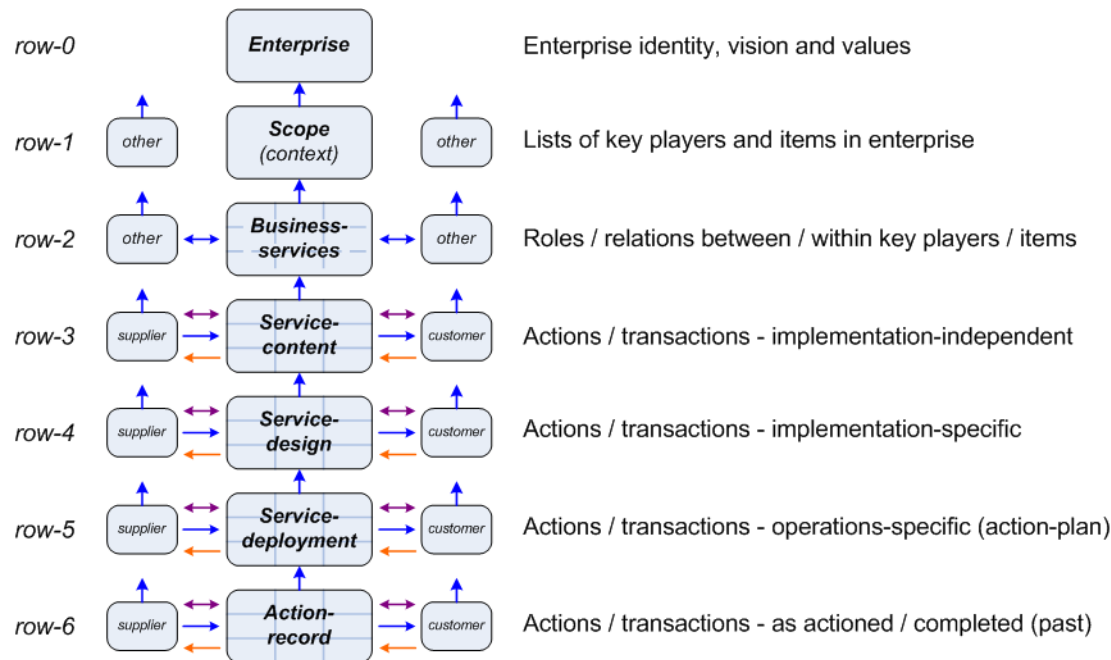 row-0
Enterprise
Enterprise identity, vision and values
row-1
other
Scope
(context)
other
Lists of key players and items in enterprise
row-2
other
Business-
services
other
Roles / relations between / within key players / items
row-3
supplier
Service-
content
customer
Actions / transactions - implementation-independent
row-4
supplier
Service-
design
customer
Actions / transactions - implementation-specific
row-5
supplier
Service-
deployment
customer
Actions / transactions - operations-specific (action-plan)
row-6
supplier
Action-
record
customer
Actions / transactions - as actioned / completed (past)